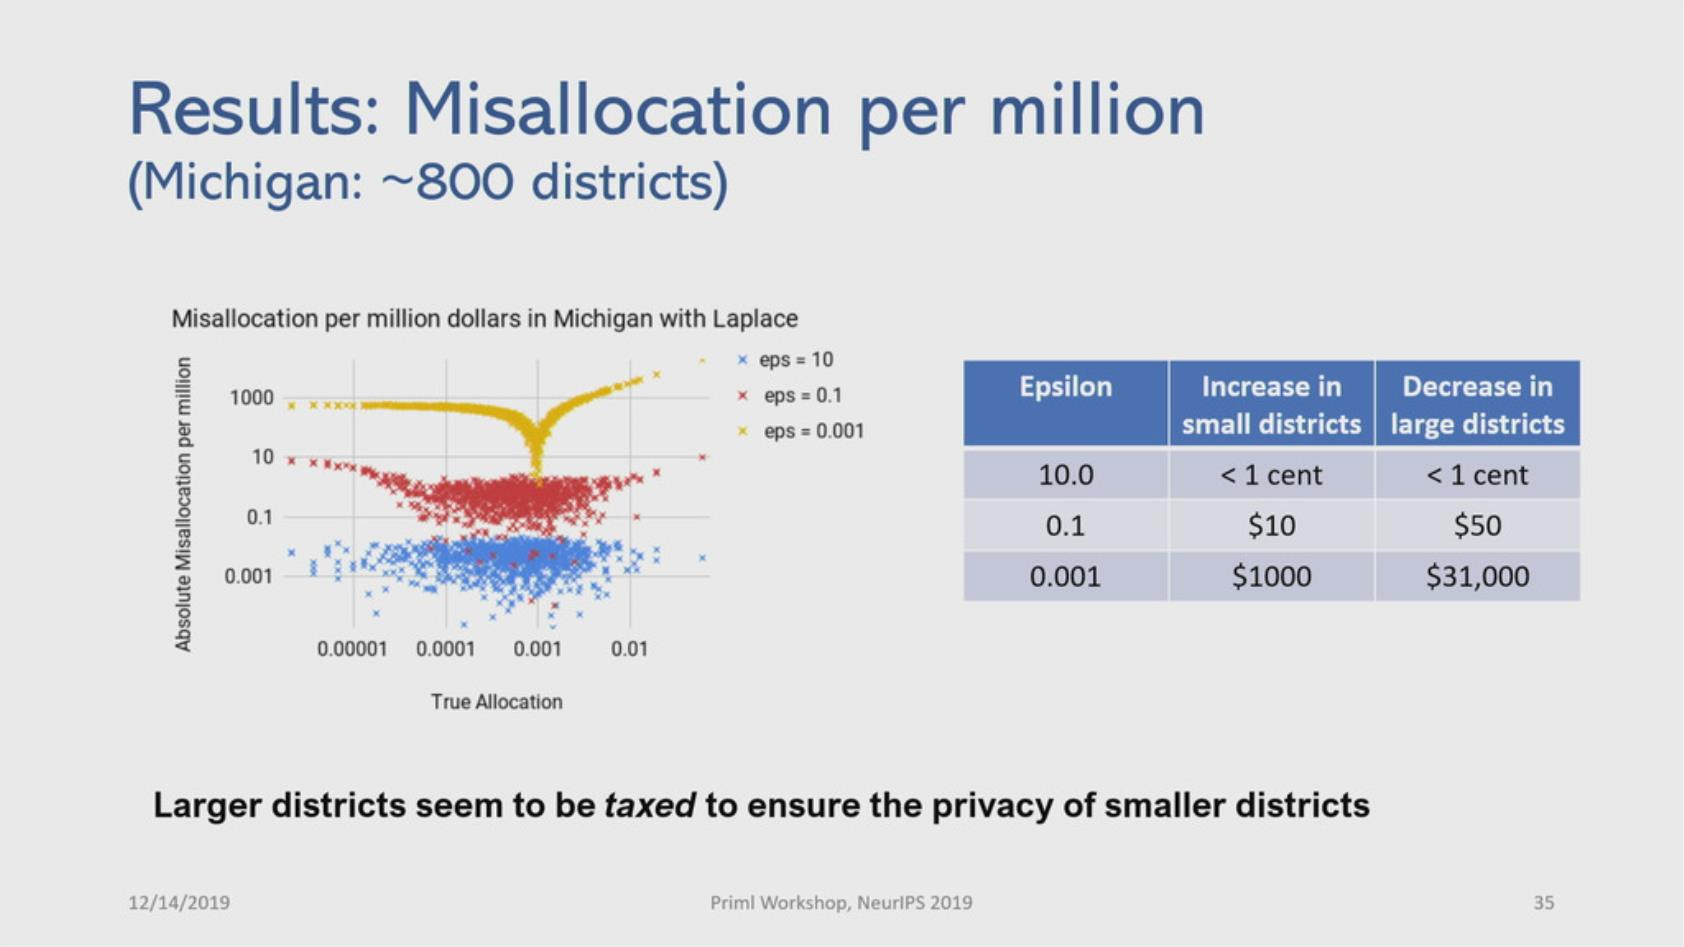 Results: Misallocation per million
(Michigan: ~800 districts)
Misallocation per million dollars in Michigan with Laplace
Absolute Misallocation per million
1000
10
0.1
0.001
0.00001 0.0001 0.001 0.01
True Allocation
eps = 10
eps = 0.1
eps = 0.001
Epsilon Increase in small districts Decrease in large districts
10.0 < 1 cent < 1 cent
0.1 $10 $50
0.001 $1000 $31,000
Larger districts seem to be taxed to ensure the privacy of smaller districts
12/14/2019 Priml Workshop, NeurIPS 2019 35